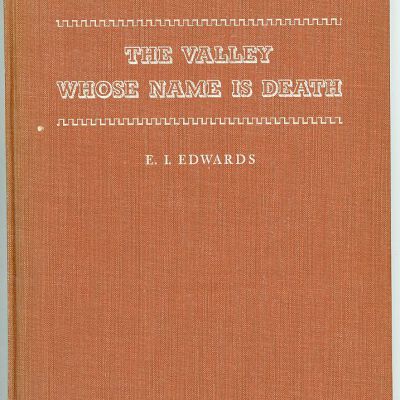 THE VALLEY
WHOSE NAME IS DEATH
E. I. EDWARDS